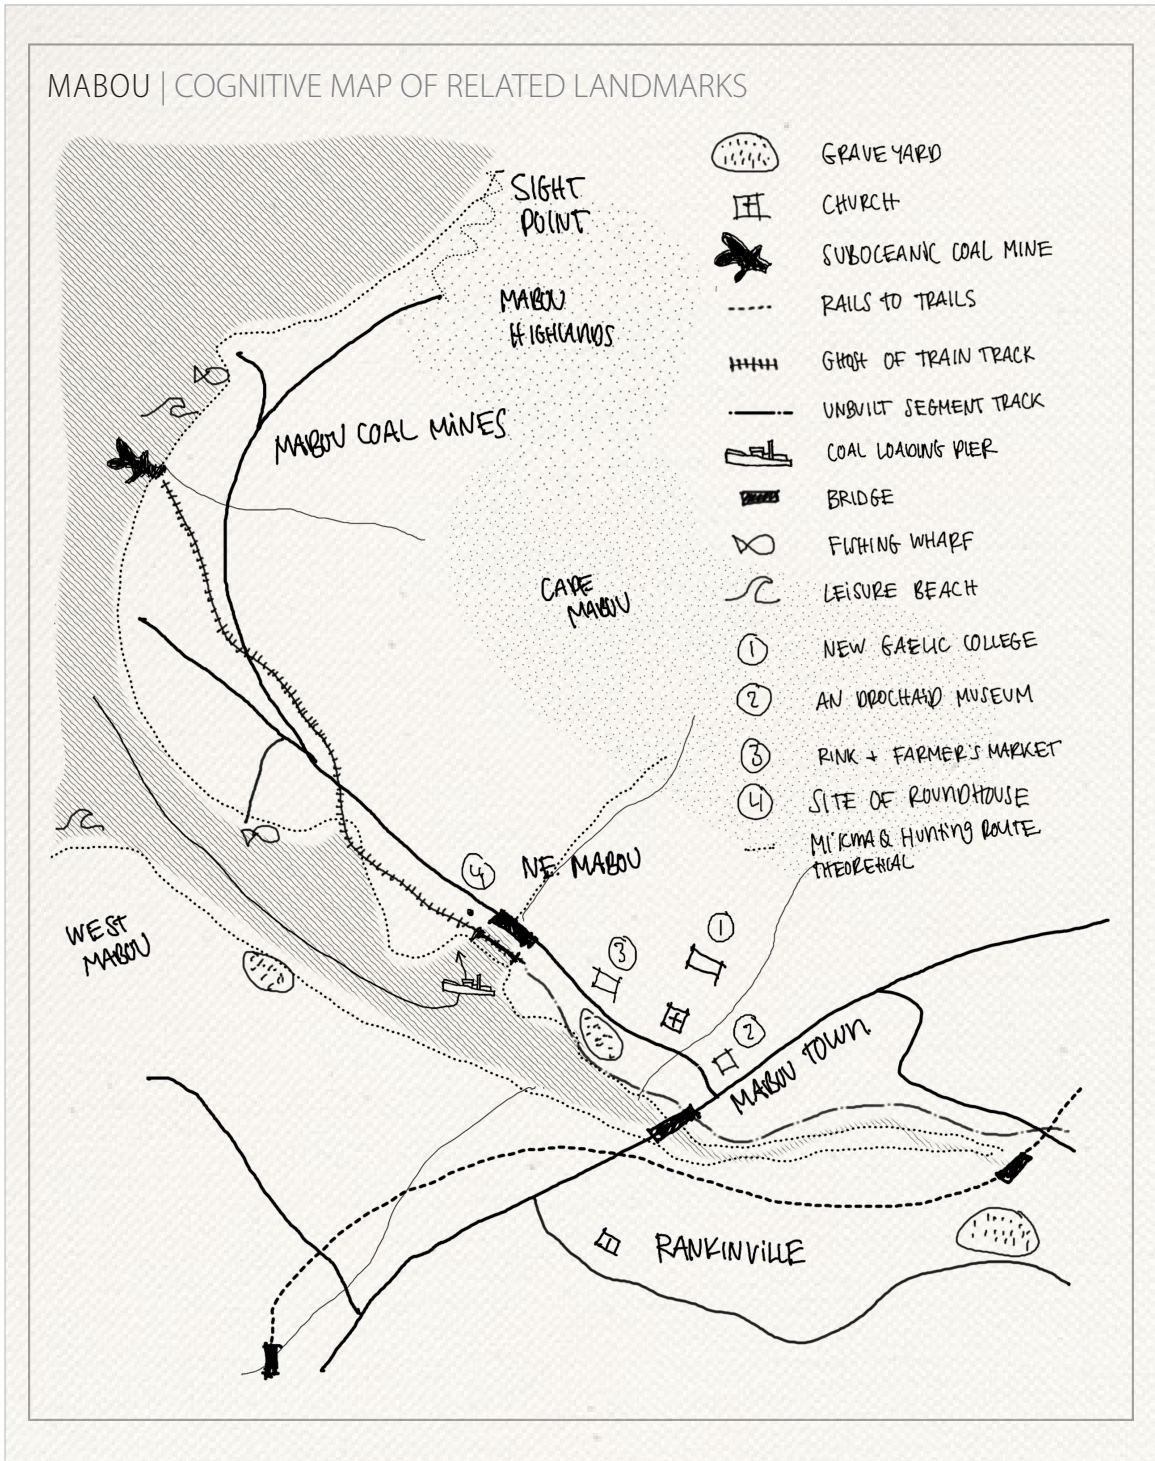 MABOU | COGNITIVE MAP OF RELATED LANDMARKS
SIGHT
POINT
MABOU
HIGHLANDS
MABOU COAL MINES
CAPE
MABOU
4
NE MABOU
WEST
MABOU
3
1
2
MABOU TOWN
RANKINVILLE
GRAVEYARD
CHURCH
SUBOCEANIC COAL MINE
RAILS TO TRAILS
GHOST OF TRAIN TRACK
UNBUILT SEGMENT TRACK
COAL LOADING PIER
BRIDGE
FISHING WHARF
LEISURE BEACH
1 NEW GAELIC COLLEGE
2 AN DROCHAID MUSEUM
3 RINK + FARMER'S MARKET
4 SITE OF ROUNDHOUSE
MI'KMAQ HUNTING ROUTE
THEORETICAL